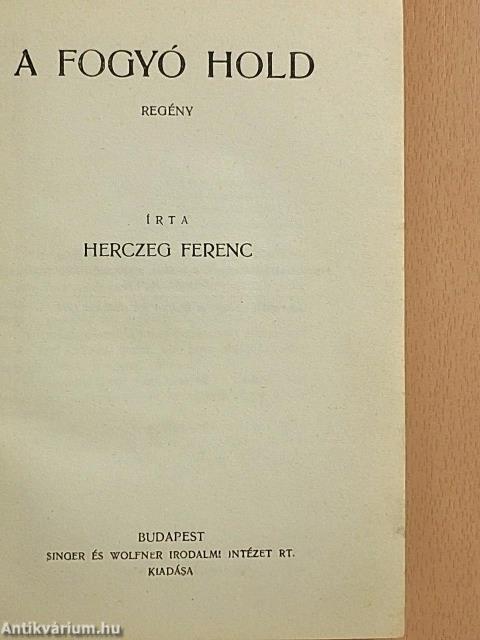 A FOGYÓ HOLD
REGÉNY
ÍRTA
HERCZEG FERENC
BUDAPEST
SINGER ÉS WOLFNER IRODALMI INTÉZET RT.
KIADÁSA
Antikvárium.hu